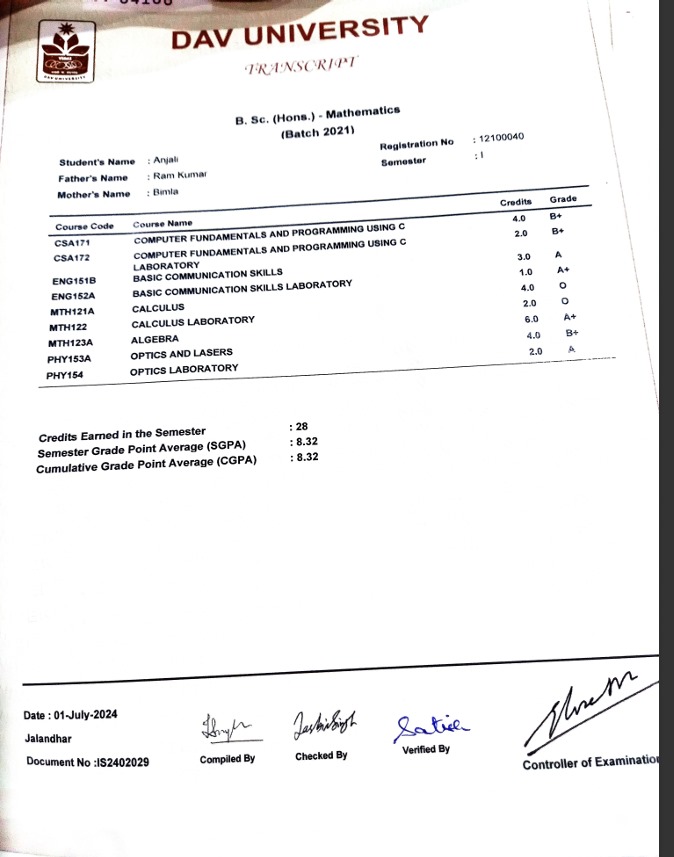 DAV UNIVERSITY
TRANSCRIPT
B. Sc. (Hons.) - Mathematics
(Batch 2021)
Student's Name : Anjali
Registration No : 12100040
Father's Name : Ram Kumar
Semester : I
Mother's Name : Bimla
Course Code Course Name Credits Grade
CSA171 COMPUTER FUNDAMENTALS AND PROGRAMMING USING C 4.0 B+
CSA172 COMPUTER FUNDAMENTALS AND PROGRAMMING USING C 2.0 B+
LABORATORY
ENG151B BASIC COMMUNICATION SKILLS 3.0 A
ENG152A BASIC COMMUNICATION SKILLS LABORATORY 1.0 A+
MTH121A CALCULUS 4.0 O
MTH122 CALCULUS LABORATORY 2.0 O
MTH123A ALGEBRA 6.0 A+
PHY153A OPTICS AND LASERS 4.0 B+
PHY154 OPTICS LABORATORY 2.0 A
Credits Earned in the Semester : 28
Semester Grade Point Average (SGPA) : 8.32
Cumulative Grade Point Average (CGPA) : 8.32
Date : 01-July-2024
Jalandhar
Document No :IS2402029
Compiled By
Checked By
Verified By
Controller of Examination